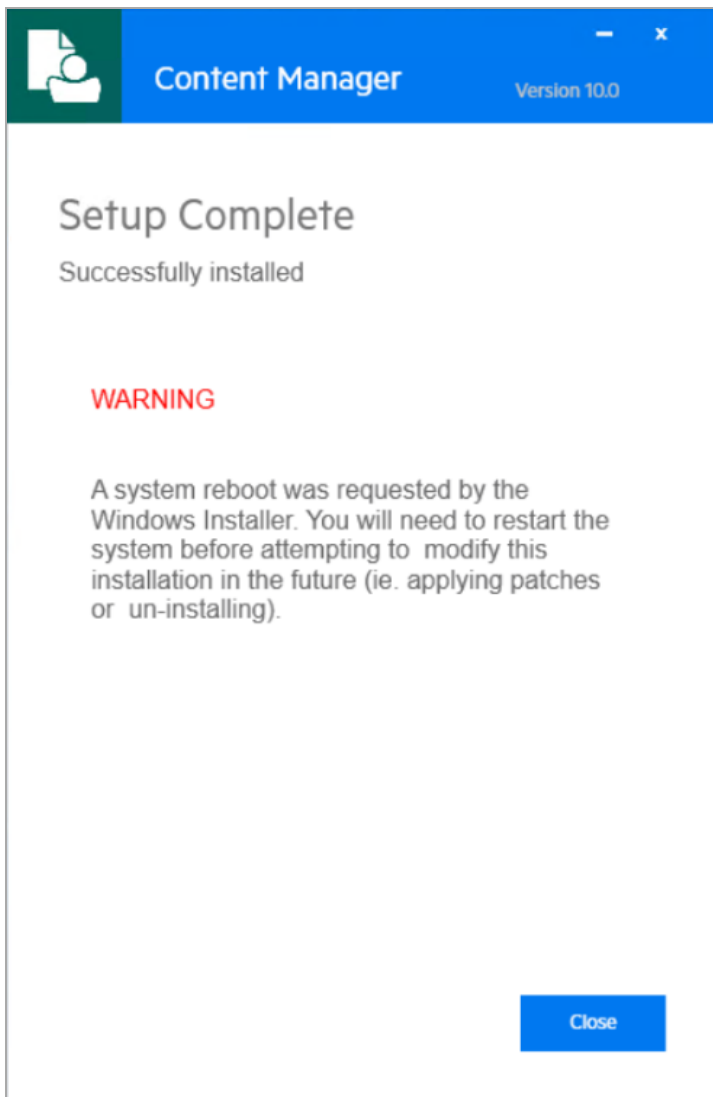 Content Manager
Version 10.0
Setup Complete
Successfully installed
WARNING
A system reboot was requested by the
Windows Installer. You will need to restart the
system before attempting to  modify this
installation in the future (ie. applying patches
or  un-installing).
Close